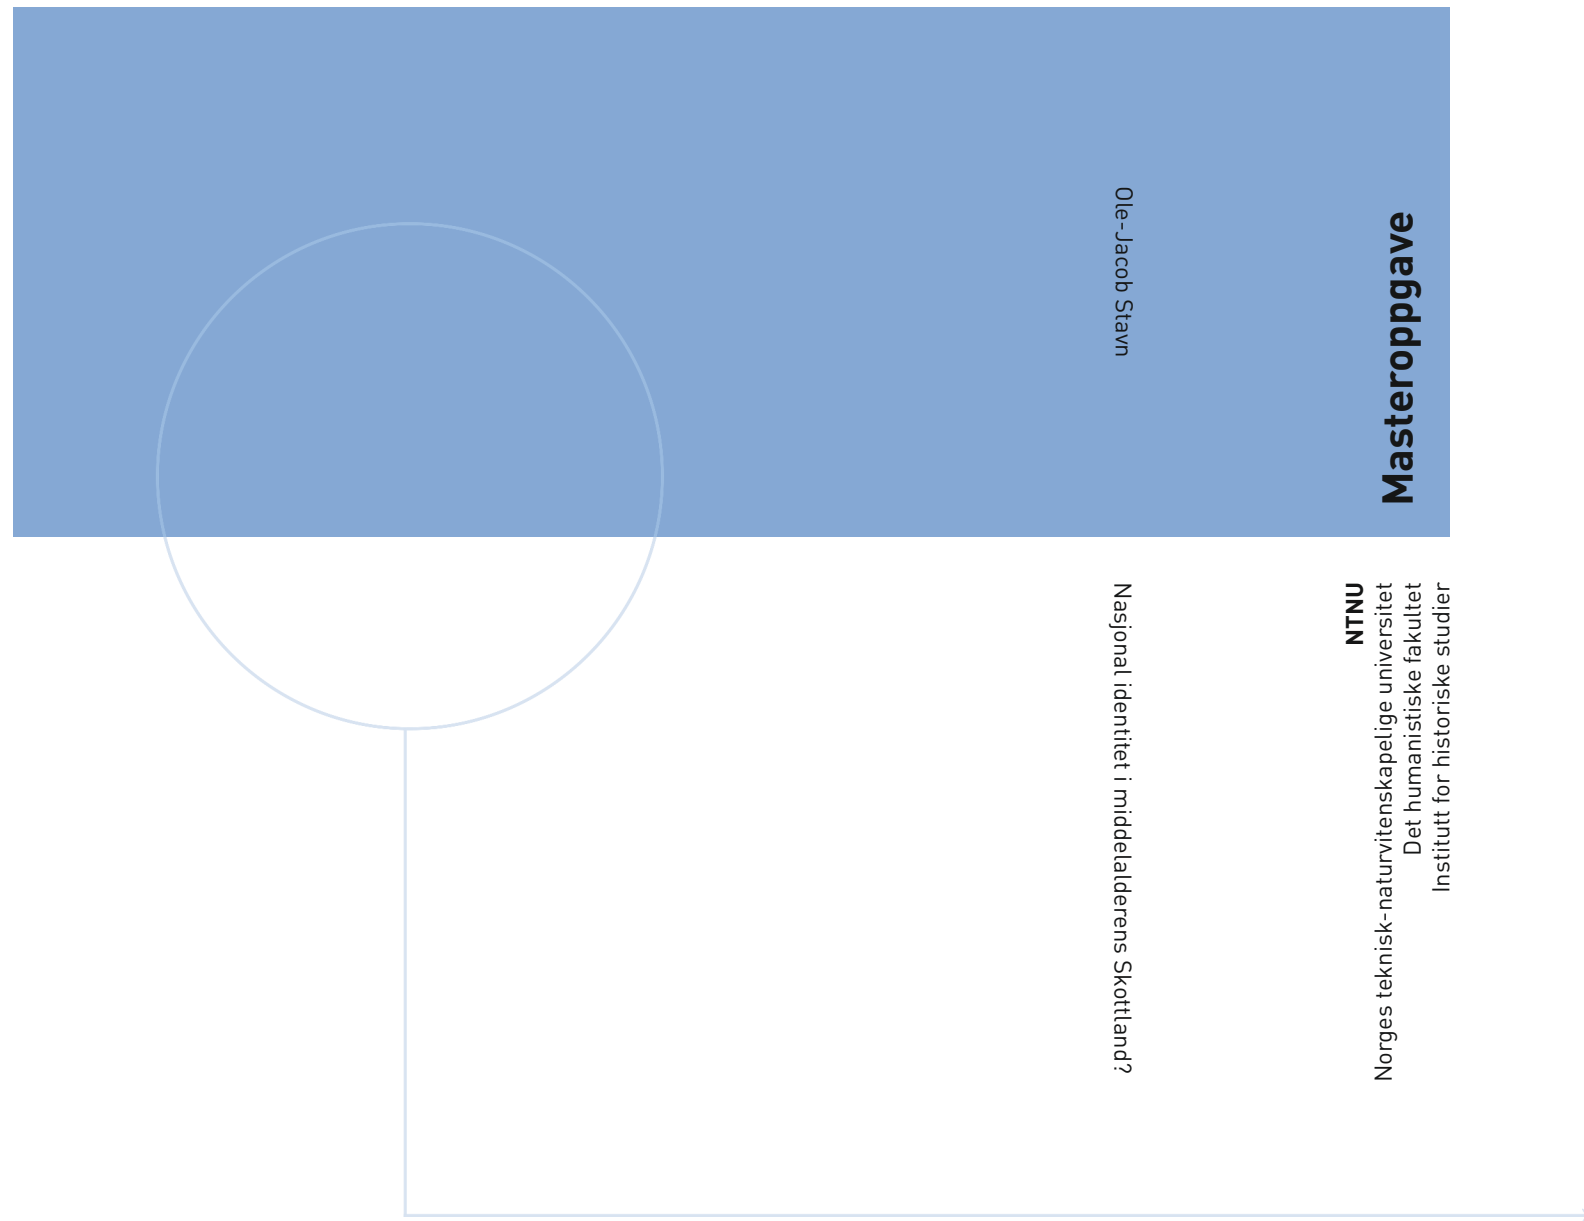 Ole-Jacob Stavn
Masteroppgave
Nasjonal identitet i middelalderens Skottland?
NTNU
Norges teknisk-naturvitenskapelige universitet
Det humanistiske fakultet
Institutt for historiske studier